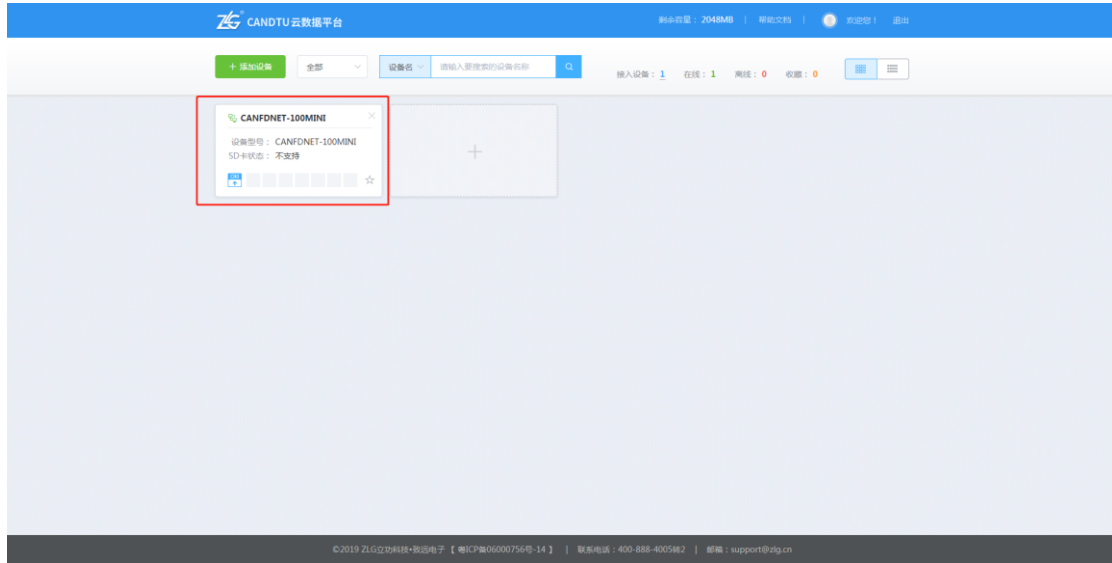 ZLG CANDTU云数据平台
剩余容量：2048MB | 帮助文档 | 欢迎您！ 退出
+ 添加设备 全部 设备名 请输入要搜索的设备名称
接入设备：1 在线：1 离线：0 收藏：0
CANFDNET-100MINI
设备型号： CANFDNET-100MINI
SD卡状态： 不支持
©2019 ZLG立功科技•致远电子 【 粤ICP备06000756号-14 】 | 联系电话：400-888-4005转2 | 邮箱：support@zlg.cn